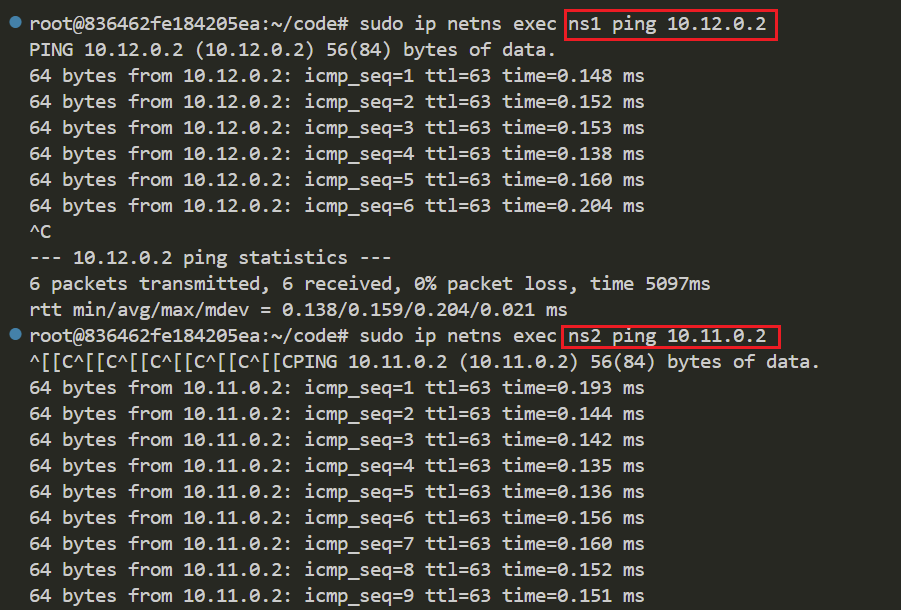 root@836462fe184205ea:~/code# sudo ip netns exec ns1 ping 10.12.0.2
PING 10.12.0.2 (10.12.0.2) 56(84) bytes of data.
64 bytes from 10.12.0.2: icmp_seq=1 ttl=63 time=0.148 ms
64 bytes from 10.12.0.2: icmp_seq=2 ttl=63 time=0.152 ms
64 bytes from 10.12.0.2: icmp_seq=3 ttl=63 time=0.153 ms
64 bytes from 10.12.0.2: icmp_seq=4 ttl=63 time=0.138 ms
64 bytes from 10.12.0.2: icmp_seq=5 ttl=63 time=0.160 ms
64 bytes from 10.12.0.2: icmp_seq=6 ttl=63 time=0.204 ms
^C
--- 10.12.0.2 ping statistics ---
6 packets transmitted, 6 received, 0% packet loss, time 5097ms
rtt min/avg/max/mdev = 0.138/0.159/0.204/0.021 ms
root@836462fe184205ea:~/code# sudo ip netns exec ns2 ping 10.11.0.2
^[[C^[[C^[[C^[[C^[[C^[[CPING 10.11.0.2 (10.11.0.2) 56(84) bytes of data.
64 bytes from 10.11.0.2: icmp_seq=1 ttl=63 time=0.193 ms
64 bytes from 10.11.0.2: icmp_seq=2 ttl=63 time=0.144 ms
64 bytes from 10.11.0.2: icmp_seq=3 ttl=63 time=0.142 ms
64 bytes from 10.11.0.2: icmp_seq=4 ttl=63 time=0.135 ms
64 bytes from 10.11.0.2: icmp_seq=5 ttl=63 time=0.136 ms
64 bytes from 10.11.0.2: icmp_seq=6 ttl=63 time=0.156 ms
64 bytes from 10.11.0.2: icmp_seq=7 ttl=63 time=0.160 ms
64 bytes from 10.11.0.2: icmp_seq=8 ttl=63 time=0.152 ms
64 bytes from 10.11.0.2: icmp_seq=9 ttl=63 time=0.151 ms